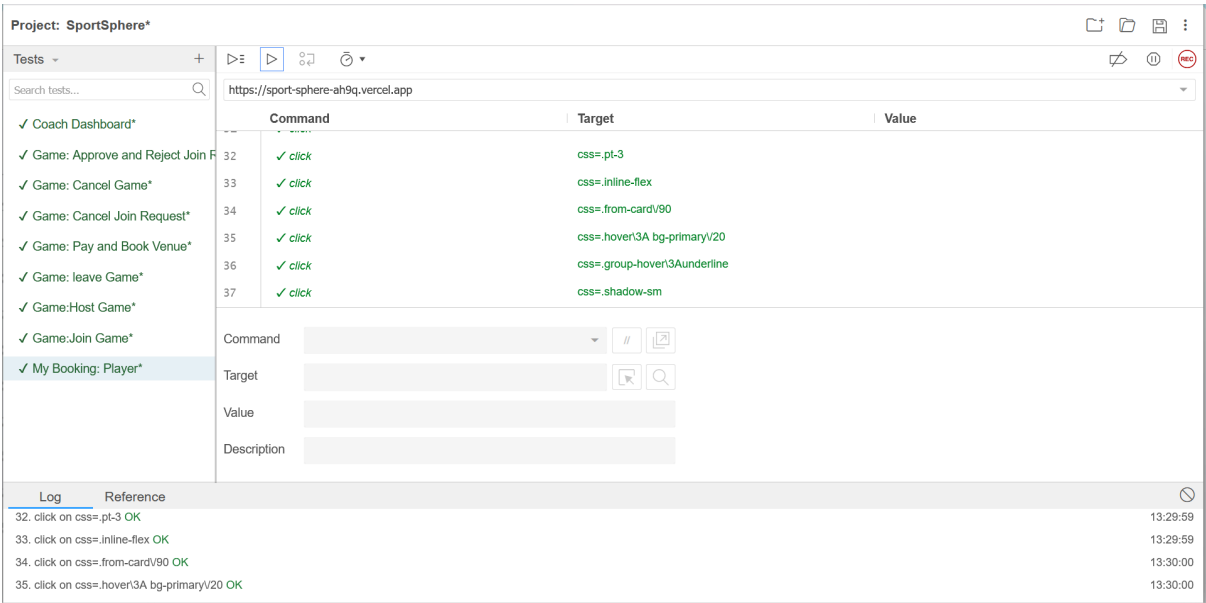 Project: SportSphere*
Tests
Search tests...
REC
https://sport-sphere-ah9q.vercel.app
Command Target Value
✓ Coach Dashboard*
✓ Game: Approve and Reject Join R
✓ Game: Cancel Game*
✓ Game: Cancel Join Request*
✓ Game: Pay and Book Venue*
✓ Game: leave Game*
✓ Game:Host Game*
✓ Game:Join Game*
✓ My Booking: Player*
32 ✓ click css=.pt-3
33 ✓ click css=.inline-flex
34 ✓ click css=.from-card\/90
35 ✓ click css=.hover\3A bg-primary\/20
36 ✓ click css=.group-hover\3Aunderline
37 ✓ click css=.shadow-sm
Command //
Target
Value
Description
Log Reference
32. click on css=.pt-3 OK 13:29:59
33. click on css=.inline-flex OK 13:29:59
34. click on css=.from-card\/90 OK 13:30:00
35. click on css=.hover\3A bg-primary\/20 OK 13:30:00